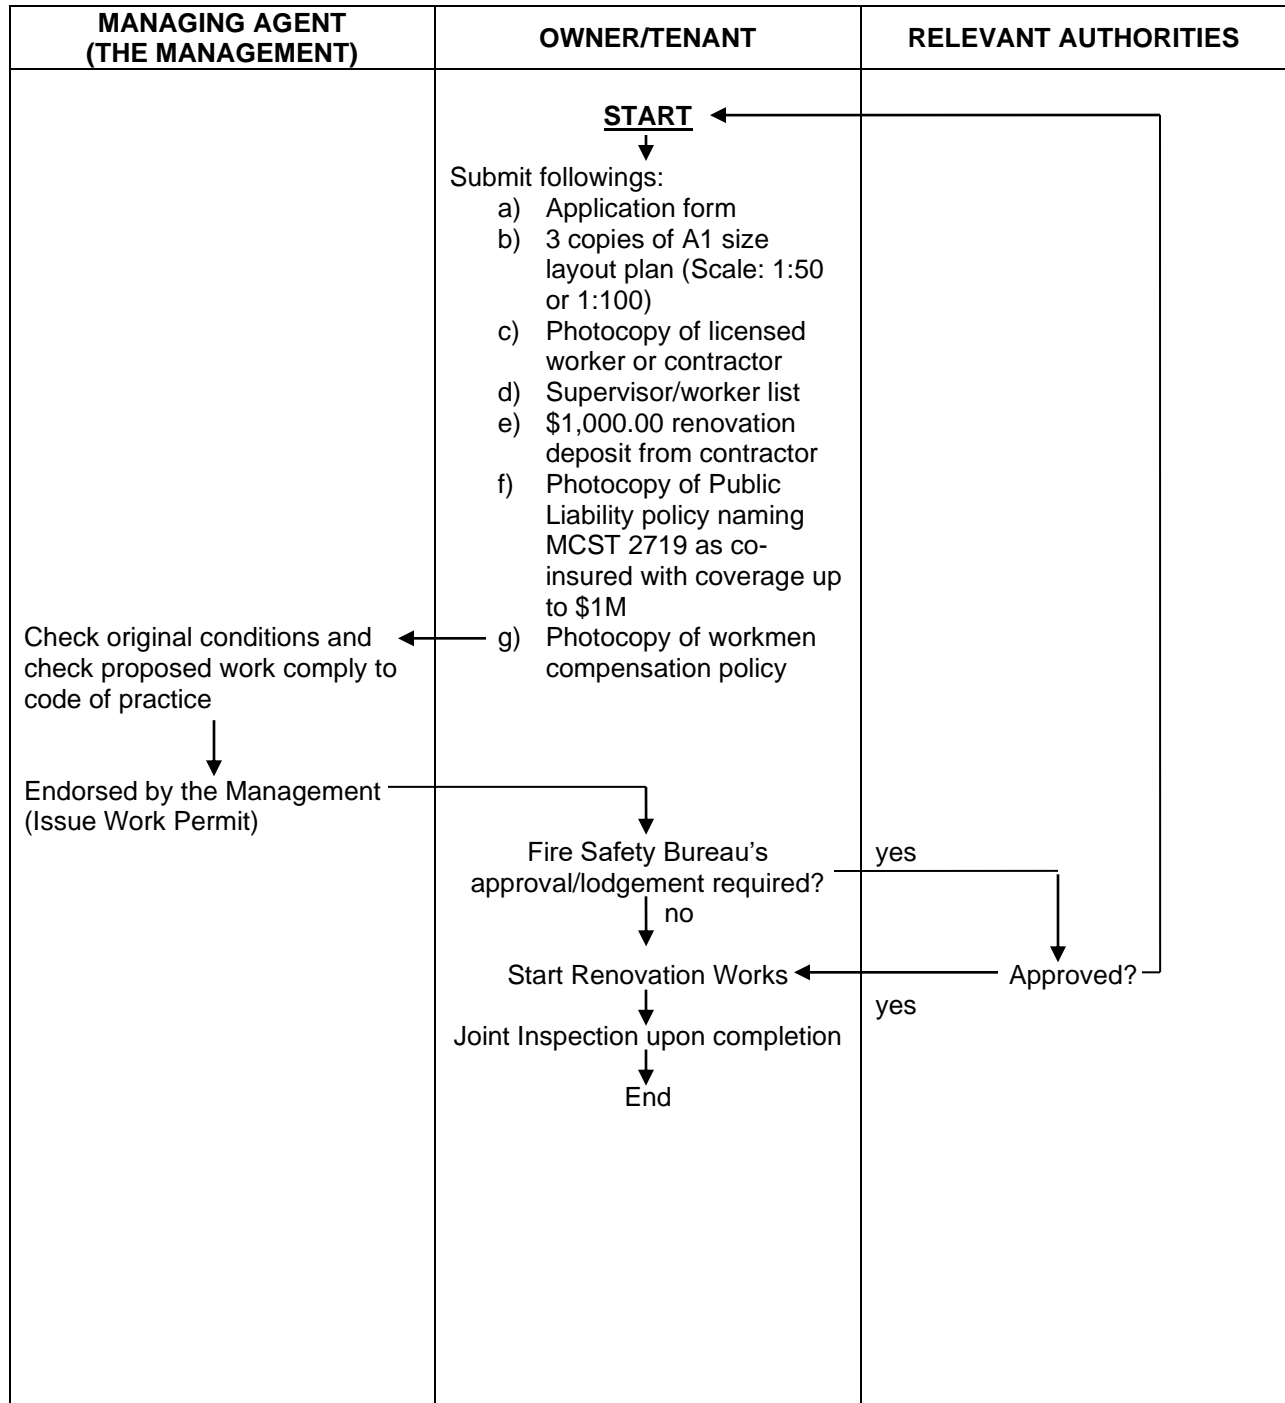 MANAGING AGENT
(THE MANAGEMENT)
OWNER/TENANT
RELEVANT AUTHORITIES
START
Submit followings:
a) Application form
b) 3 copies of A1 size
layout plan (Scale: 1:50
or 1:100)
c) Photocopy of licensed
worker or contractor
d) Supervisor/worker list
e) $1,000.00 renovation
deposit from contractor
f) Photocopy of Public
Liability policy naming
MCST 2719 as co-
insured with coverage up
to $1M
g) Photocopy of workmen
compensation policy
Check original conditions and
check proposed work comply to
code of practice
Endorsed by the Management
(Issue Work Permit)
Fire Safety Bureau’s
approval/lodgement required?
yes
no
Start Renovation Works
Approved?
yes
Joint Inspection upon completion
End